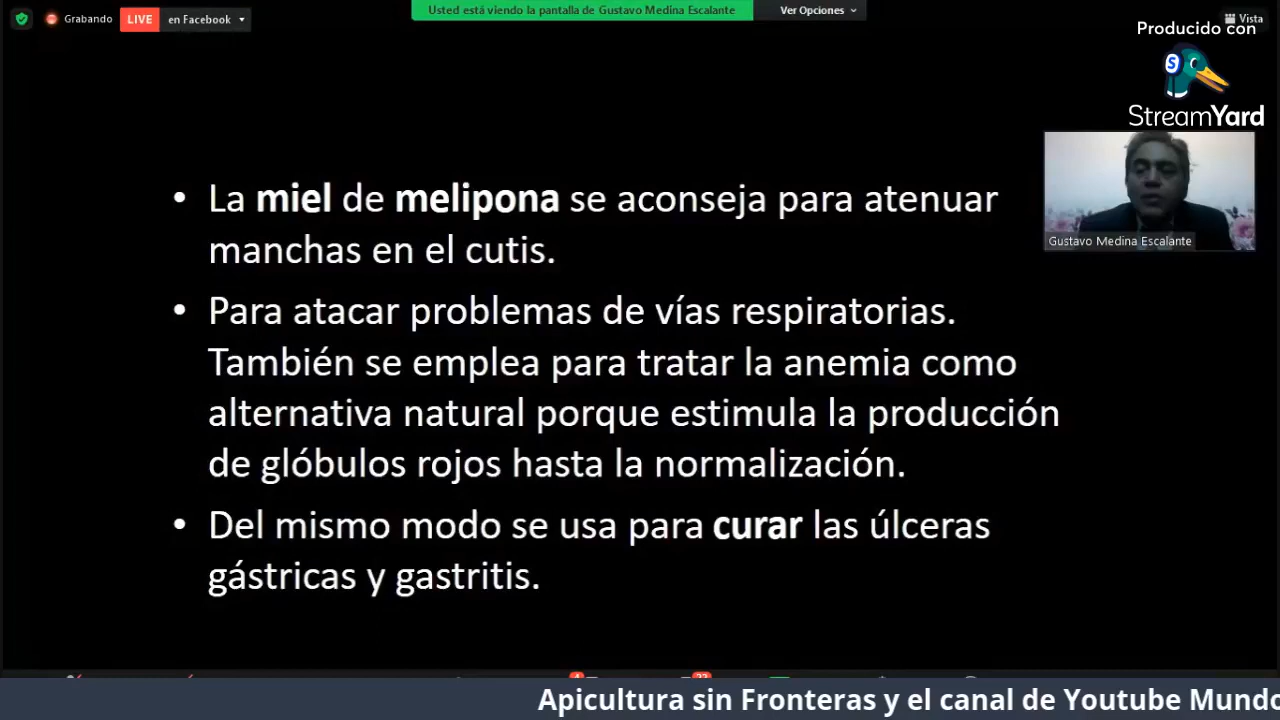 Grabando
LIVE en Facebook
Usted está viendo la pantalla de Gustavo Medina Escalante
Ver Opciones
Vista
Producido con
S
StreamYard
Gustavo Medina Escalante
• La miel de melipona se aconseja para atenuar
manchas en el cutis.
• Para atacar problemas de vías respiratorias.
También se emplea para tratar la anemia como
alternativa natural porque estimula la producción
de glóbulos rojos hasta la normalización.
• Del mismo modo se usa para curar las úlceras
gástricas y gastritis.
Apicultura sin Fronteras y el canal de Youtube Mundo